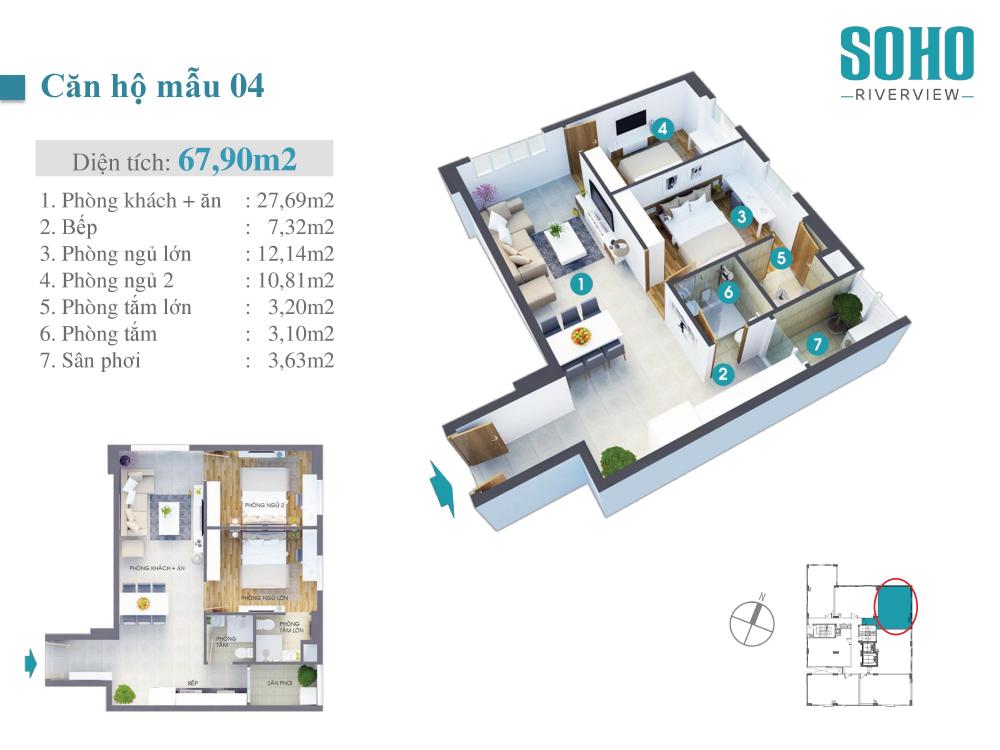 SOHO
RIVERVIEW
Căn hộ mẫu 04
Diện tích: 67,90m2
1. Phòng khách + ăn : 27,69m2
2. Bếp : 7,32m2
3. Phòng ngủ lớn : 12,14m2
4. Phòng ngủ 2 : 10,81m2
5. Phòng tắm lớn : 3,20m2
6. Phòng tắm : 3,10m2
7. Sân phơi : 3,63m2
4
3
5
1
6
7
2
PHÒNG NGỦ 2
PHÒNG KHÁCH + ĂN
PHÒNG NGỦ LỚN
PHÒNG
TẮM
PHÒNG
TẮM LỚN
BẾP
SÂN PHƠI
N